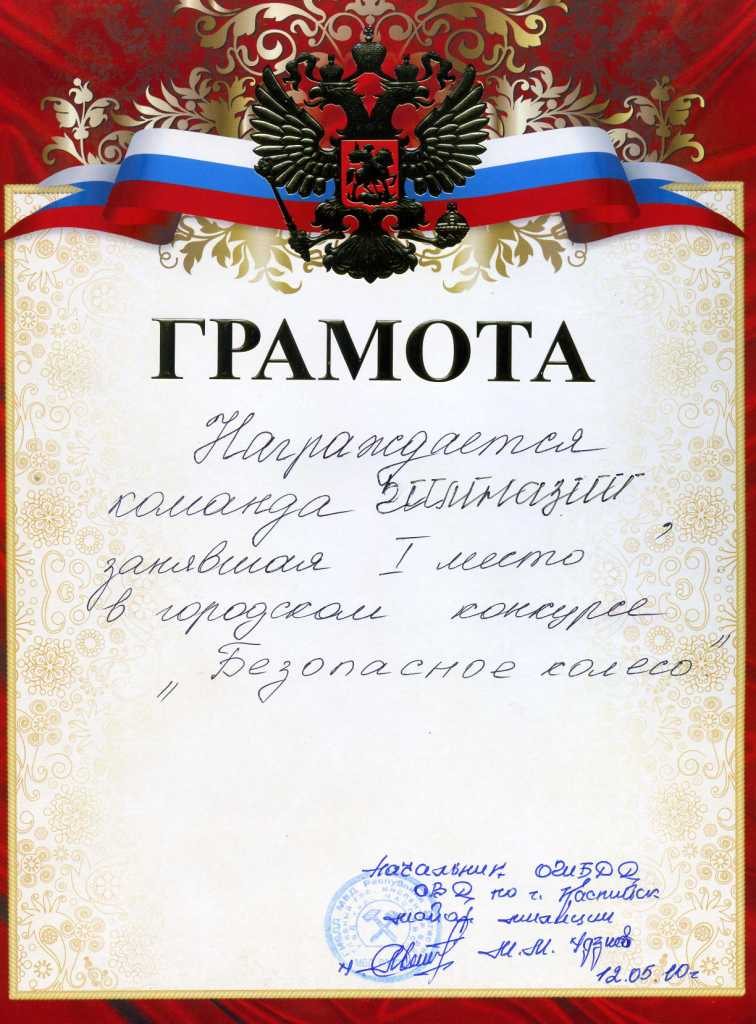 ГРАМОТА
Награждается
команда гимназии,
занявшая I место
в городском конкурсе
„Безопасное колесо”
начальник ОГИБДД
ОВД по г. Каспийск
майор милиции
М.М.
12.05.10г